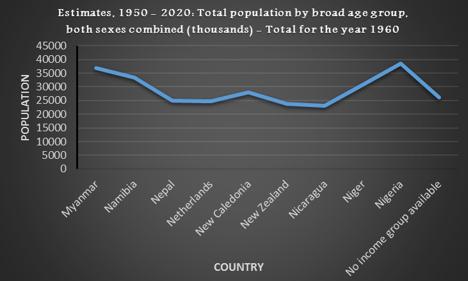 Estimates, 1950 – 2020: Total population by broad age group,
both sexes combined (thousands) – Total for the year 1960
45000
40000
35000
30000
25000
20000
15000
10000
5000
0
POPULATION
Myanmar
Namibia
Nepal
Netherlands
New Caledonia
New Zealand
Nicaragua
Niger
Nigeria
No income group available
COUNTRY